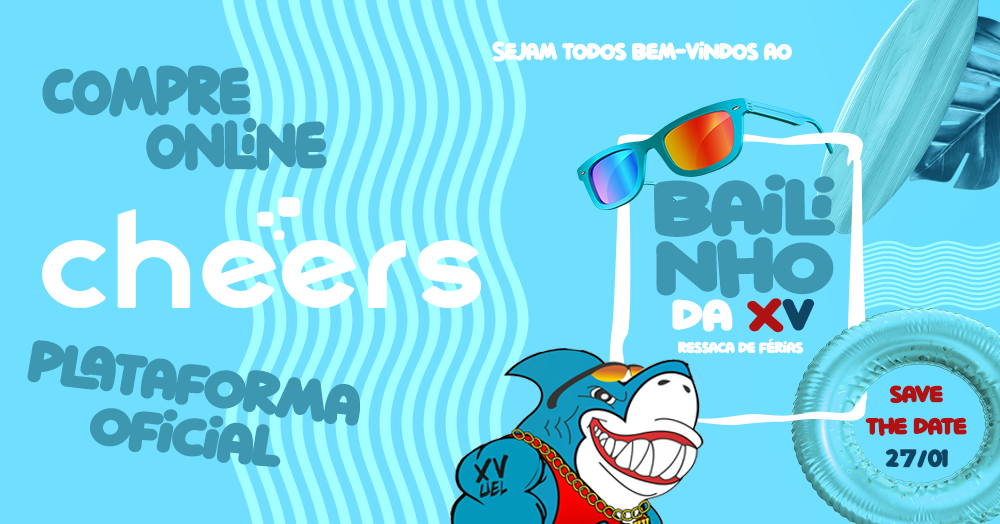 COMPRE
ONLINE
cheers
PLATAFORMA
OFICIAL
SEJAM TODOS BEM-VINDOS AO
BAILI
NHO
DA XV
RESSACA DE FÉRIAS
SAVE
THE DATE
27/01
XV
UEL